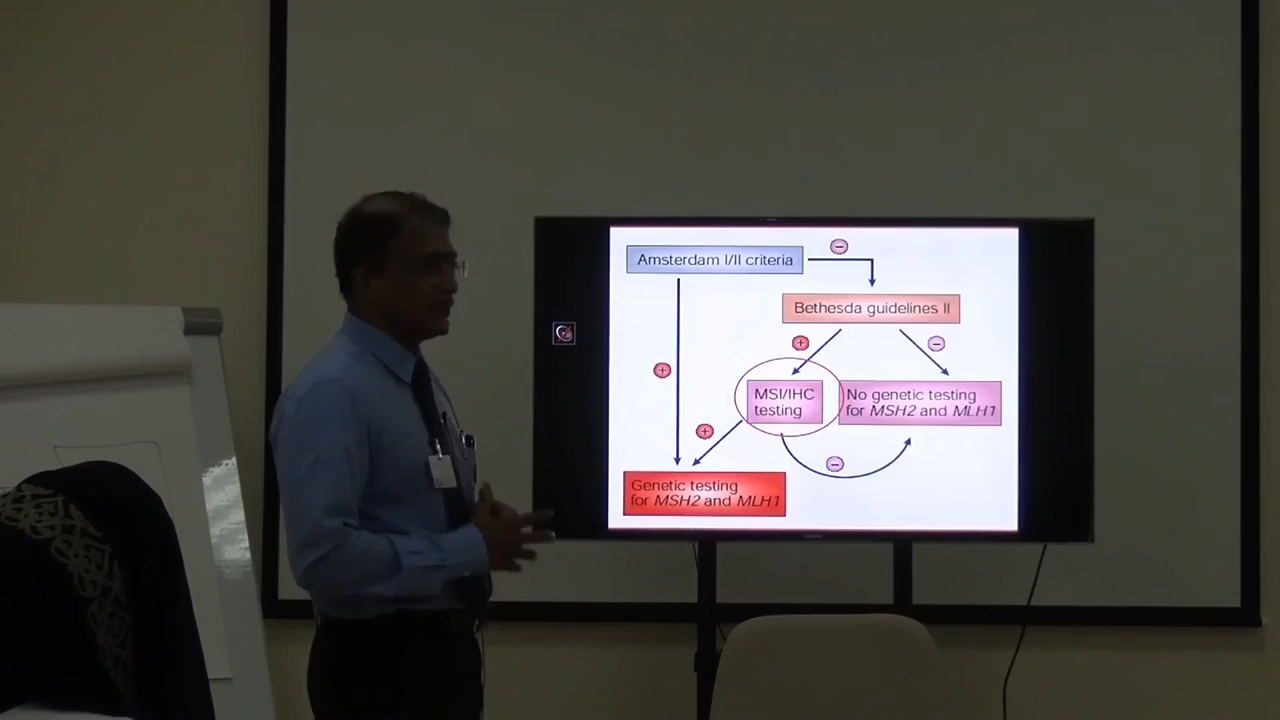 Amsterdam I/II criteria
−
Bethesda guidelines II
+
−
+
MSI/IHC
testing
No genetic testing
for MSH2 and MLH1
+
−
Genetic testing
for MSH2 and MLH1